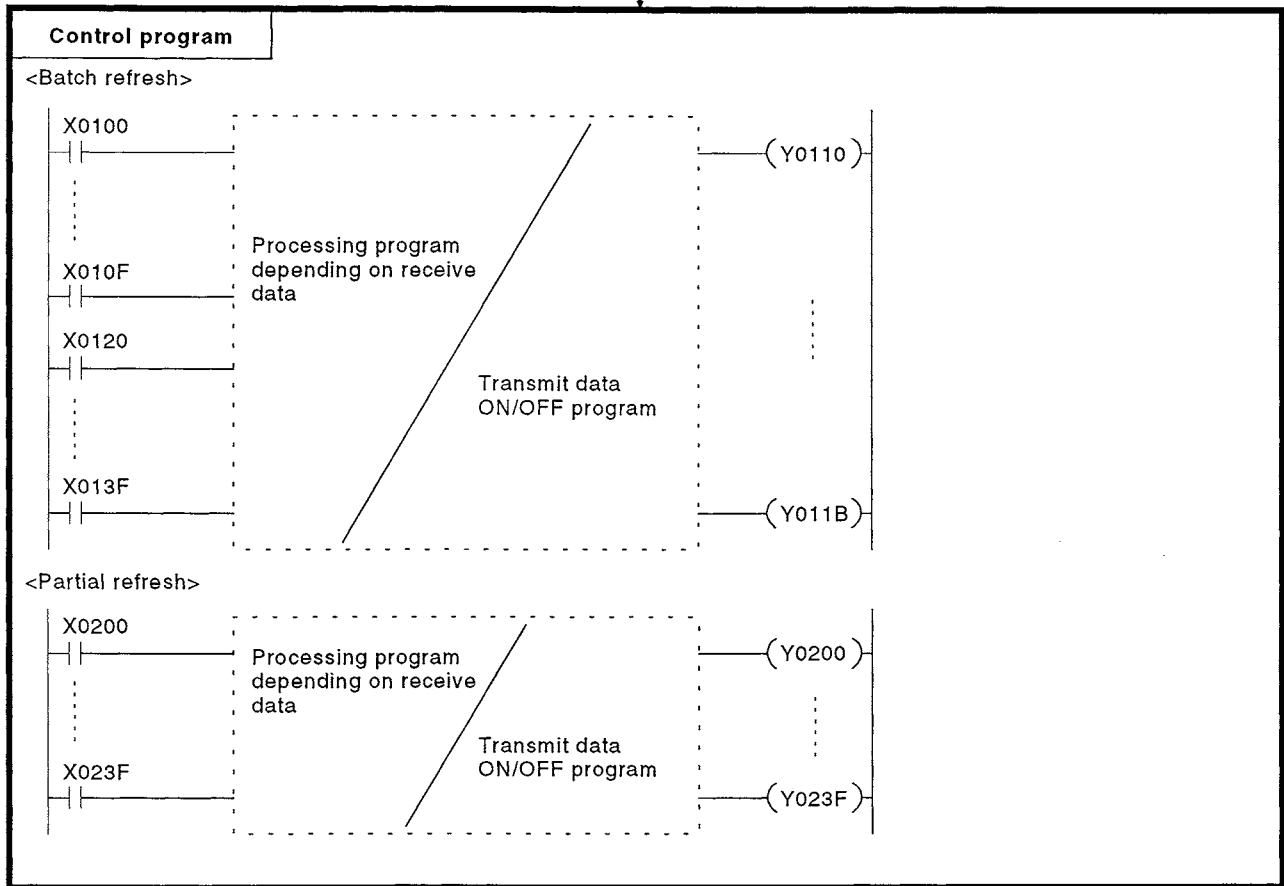 Control program
<Batch refresh>
X0100
Y0110
Processing program
depending on receive
data
X010F
X0120
Transmit data
ON/OFF program
X013F
Y011B
<Partial refresh>
X0200
Y0200
Processing program
depending on receive
data
Transmit data
ON/OFF program
X023F
Y023F